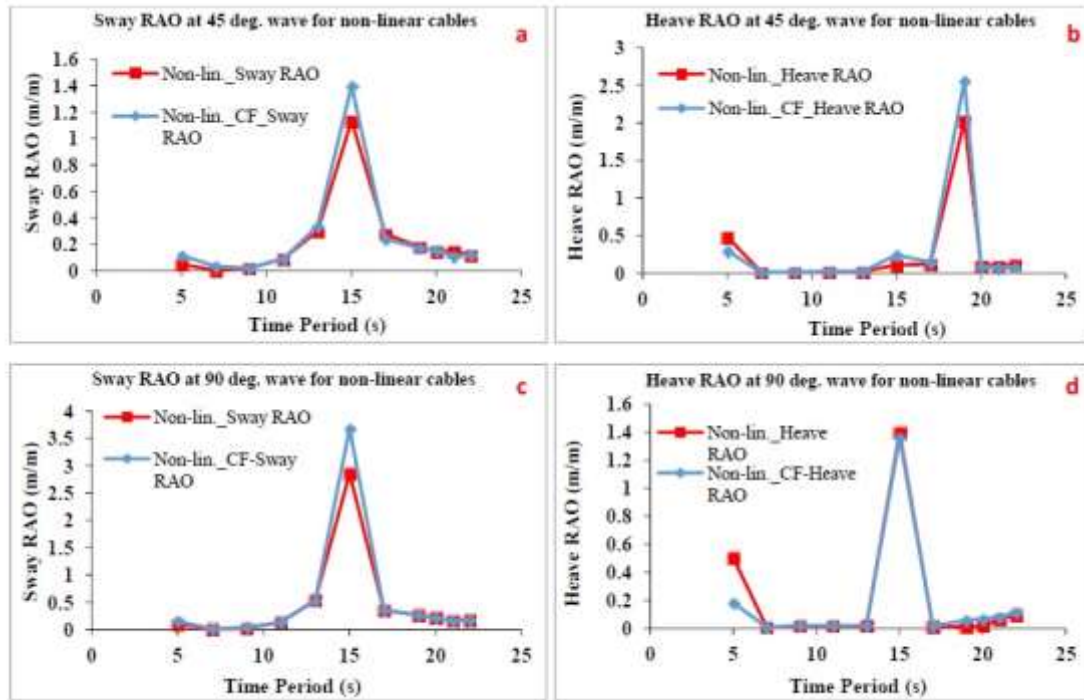 Sway RAO at 45 deg. wave for non-linear cables
a
Non-lin._Sway RAO
Non-lin._CF_Sway
RAO
Sway RAO (m/m)
1.6
1.4
1.2
1
0.8
0.6
0.4
0.2
0
0 5 10 15 20 25
Time Period (s)
Heave RAO at 45 deg. wave for non-linear cables
b
Non-lin._Heave RAO
Non-lin._CF_Heave RAO
Heave RAO (m/m)
3
2.5
2
1.5
1
0.5
0
0 5 10 15 20 25
Time Period (s)
Sway RAO at 90 deg. wave for non-linear cables
c
Non-lin._Sway RAO
Non-lin._CF-Sway
RAO
Sway RAO (m/m)
4
3.5
3
2.5
2
1.5
1
0.5
0
0 5 10 15 20 25
Time Period (s)
Heave RAO at 90 deg. wave for non-linear cables
d
Non-lin._Heave
RAO
Non-lin._CF-Heave
RAO
Heave RAO (m/m)
1.6
1.4
1.2
1
0.8
0.6
0.4
0.2
0
0 5 10 15 20 25
Time Period (s)